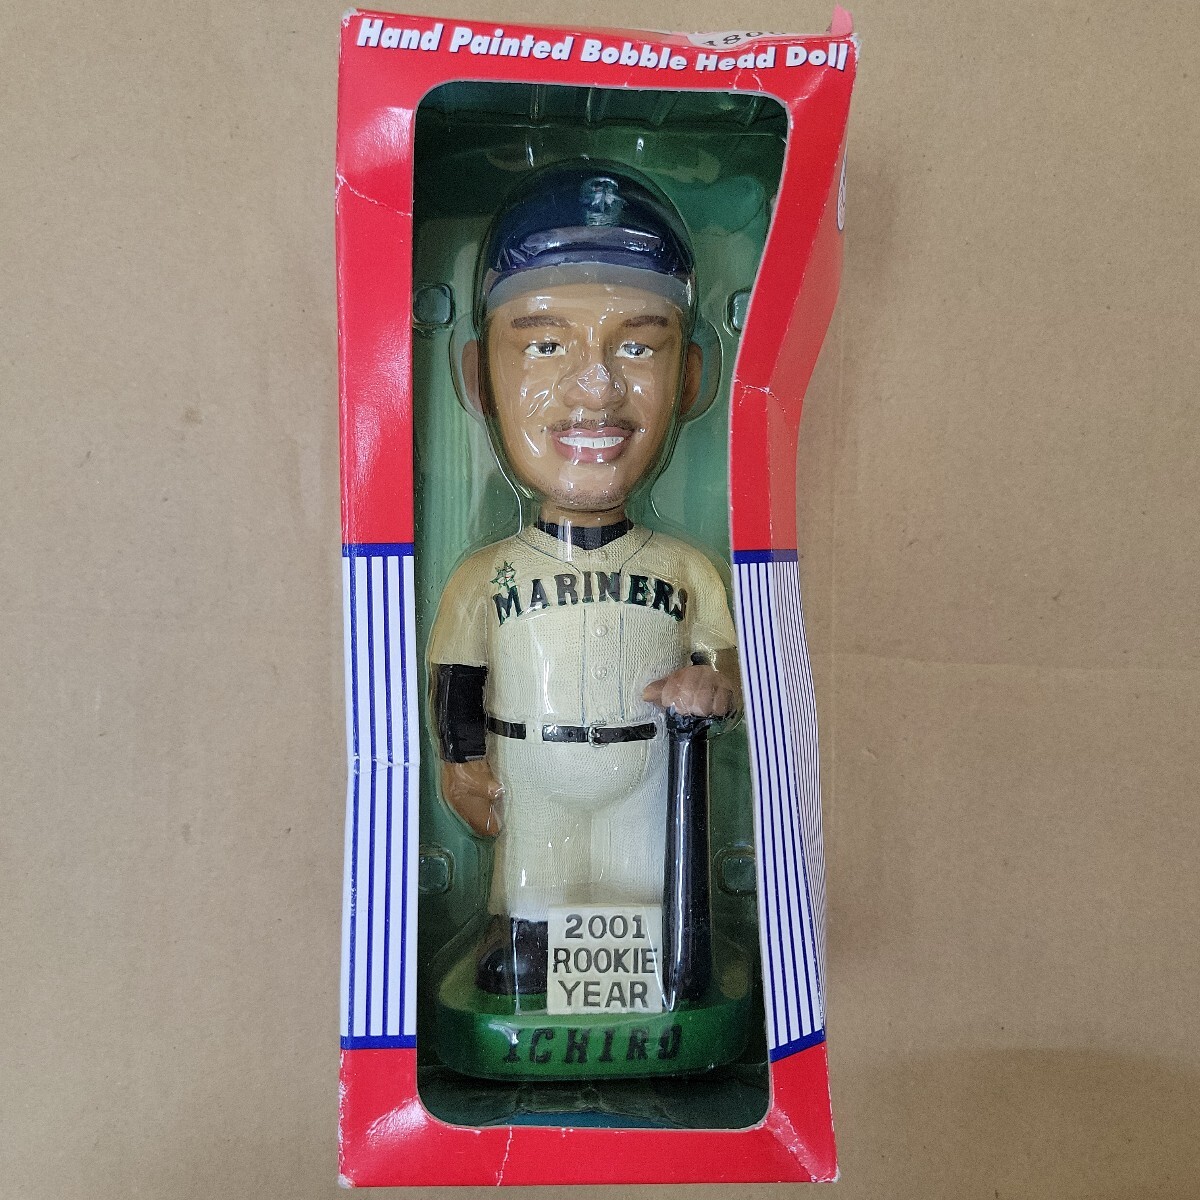 Hand Painted Bobble Head Doll
MARINERS
2001
ROOKIE
YEAR
ICHIRO